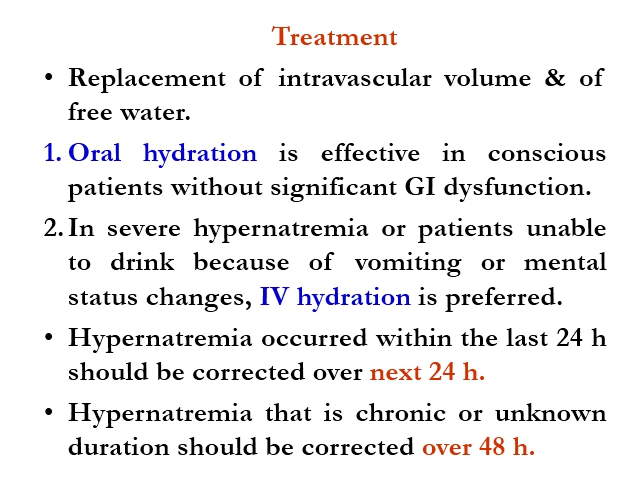 Treatment
• Replacement of intravascular volume & of
free water.
1. Oral hydration is effective in conscious
patients without significant GI dysfunction.
2. In severe hypernatremia or patients unable
to drink because of vomiting or mental
status changes, IV hydration is preferred.
• Hypernatremia occurred within the last 24 h
should be corrected over next 24 h.
• Hypernatremia that is chronic or unknown
duration should be corrected over 48 h.